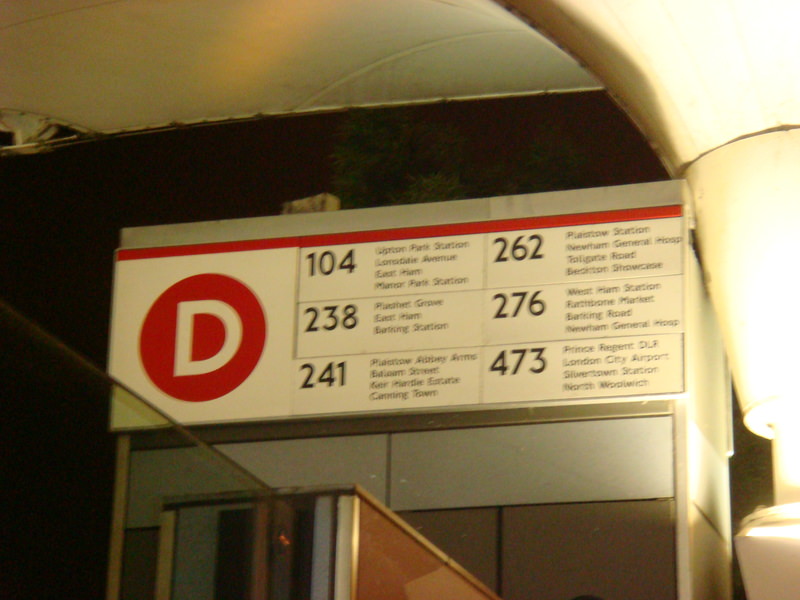 D
104
Upton Park Station
Lonsdale Avenue
East Ham
Manor Park Station
238
Plashet Grove
East Ham
Barking Station
241
Plaistow Abbey Arms
Balaam Street
Keir Hardie Estate
Canning Town
262
Plaistow Station
Newham General Hosp
Tollgate Road
Beckton Showcase
276
West Ham Station
Rathbone Market
Barking Road
Newham General Hosp
473
Prince Regent DLR
London City Airport
Silvertown Station
North Woolwich